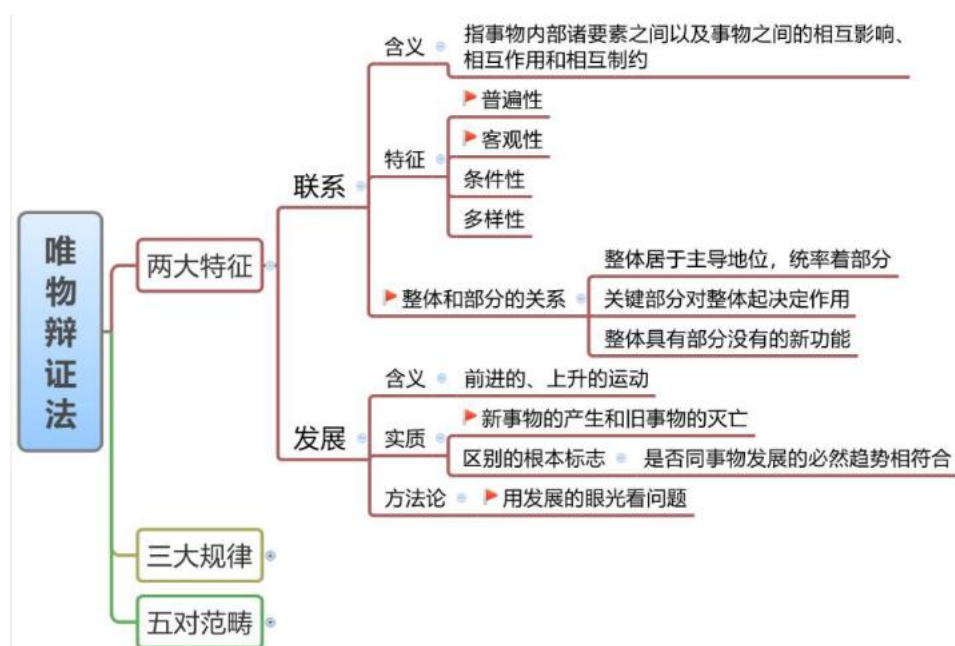 唯物辩证法
两大特征
联系
含义
指事物内部诸要素之间以及事物之间的相互影响、
相互作用和相互制约
特征
普遍性
客观性
条件性
多样性
整体和部分的关系
整体居于主导地位，统率着部分
关键部分对整体起决定作用
整体具有部分没有的新功能
发展
含义
前进的、上升的运动
实质
新事物的产生和旧事物的灭亡
区别的根本标志
是否同事物发展的必然趋势相符合
方法论
用发展的眼光看问题
三大规律
五对范畴